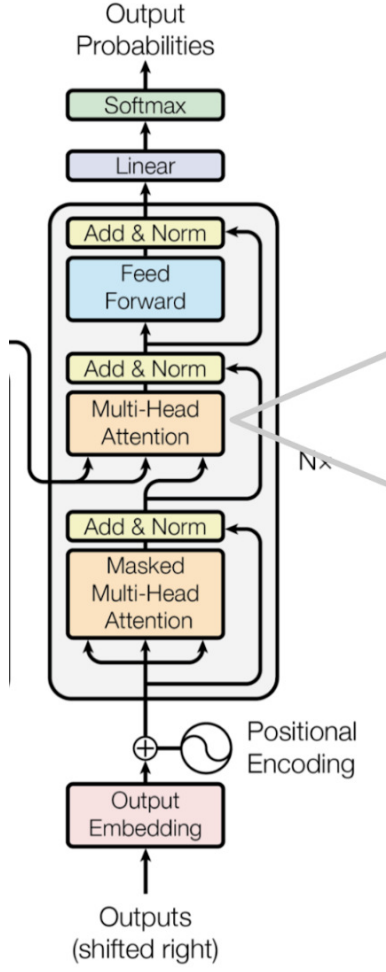 Output
Probabilities
Softmax
Linear
Add & Norm
Feed
Forward
Add & Norm
Multi-Head
Attention
N×
Add & Norm
Masked
Multi-Head
Attention
Positional
Encoding
Output
Embedding
Outputs
(shifted right)